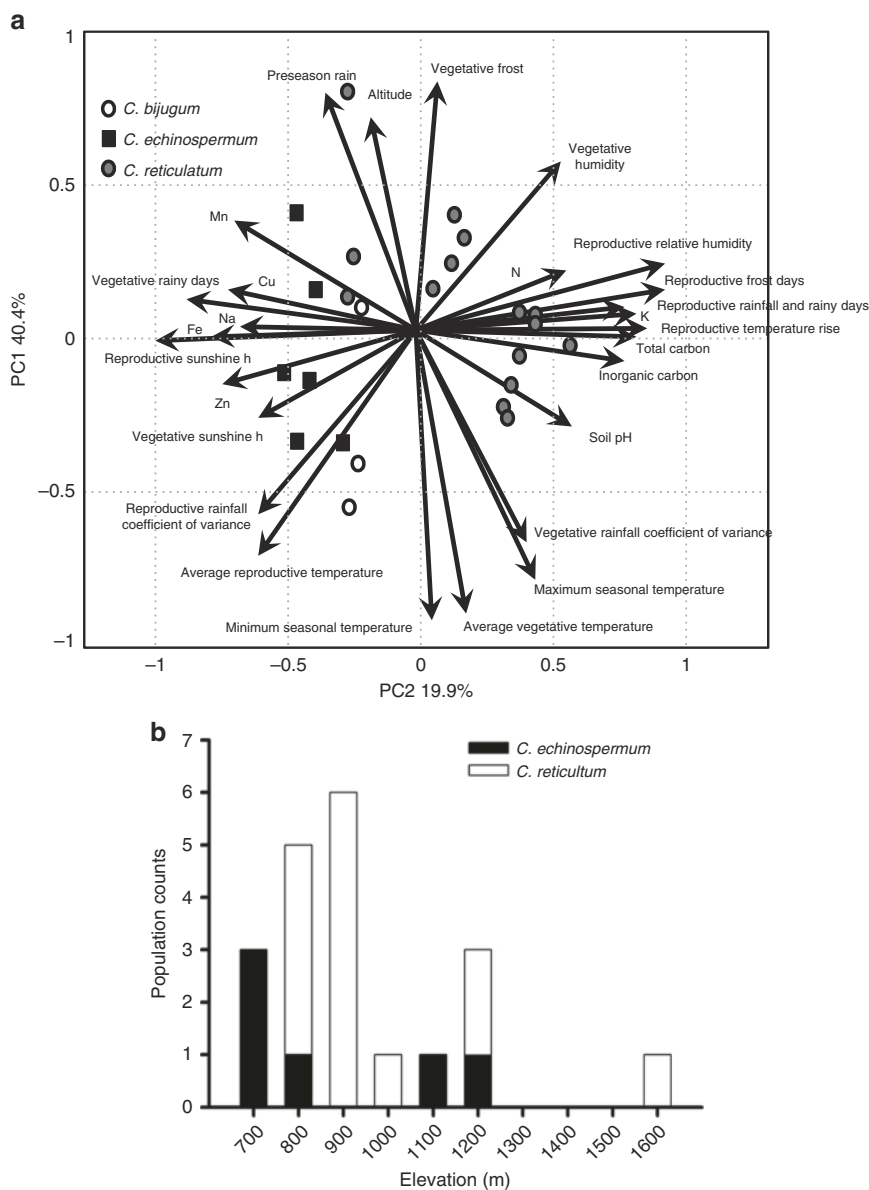 a
1
0.5
0
−0.5
−1
PC1 40.4%
C. bijugum
C. echinospermum
C. reticulatum
Preseason rain
Altitude
Vegetative frost
Vegetative
humidity
Mn
Reproductive relative humidity
N
Vegetative rainy days
Cu
Reproductive frost days
Reproductive rainfall and rainy days
K
Na
Fe
Reproductive temperature rise
Reproductive sunshine h
Total carbon
Inorganic carbon
Zn
Vegetative sunshine h
Soil pH
Reproductive rainfall
coefficient of variance
Vegetative rainfall coefficient of variance
Average reproductive temperature
Maximum seasonal temperature
Minimum seasonal temperature
Average vegetative temperature
−1
−0.5
0
0.5
1
PC2 19.9%
b
7
6
5
4
3
2
1
0
Population counts
C. echinospermum
C. reticultum
700
800
900
1000
1100
1200
1300
1400
1500
1600
Elevation (m)